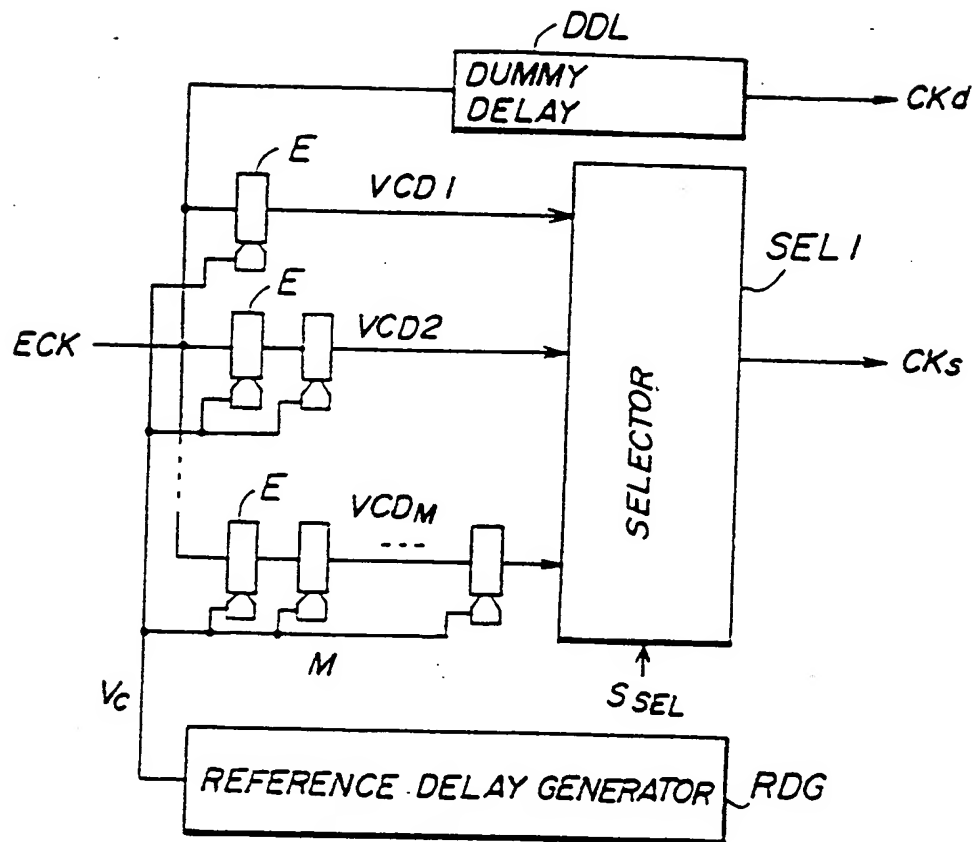 DDL
DUMMY
DELAY
CKd
E
VCD1
SEL1
E
ECK
VCD2
CKs
SELECTOR
E
VCDM
M
Vc
SSEL
REFERENCE DELAY GENERATOR
RDG